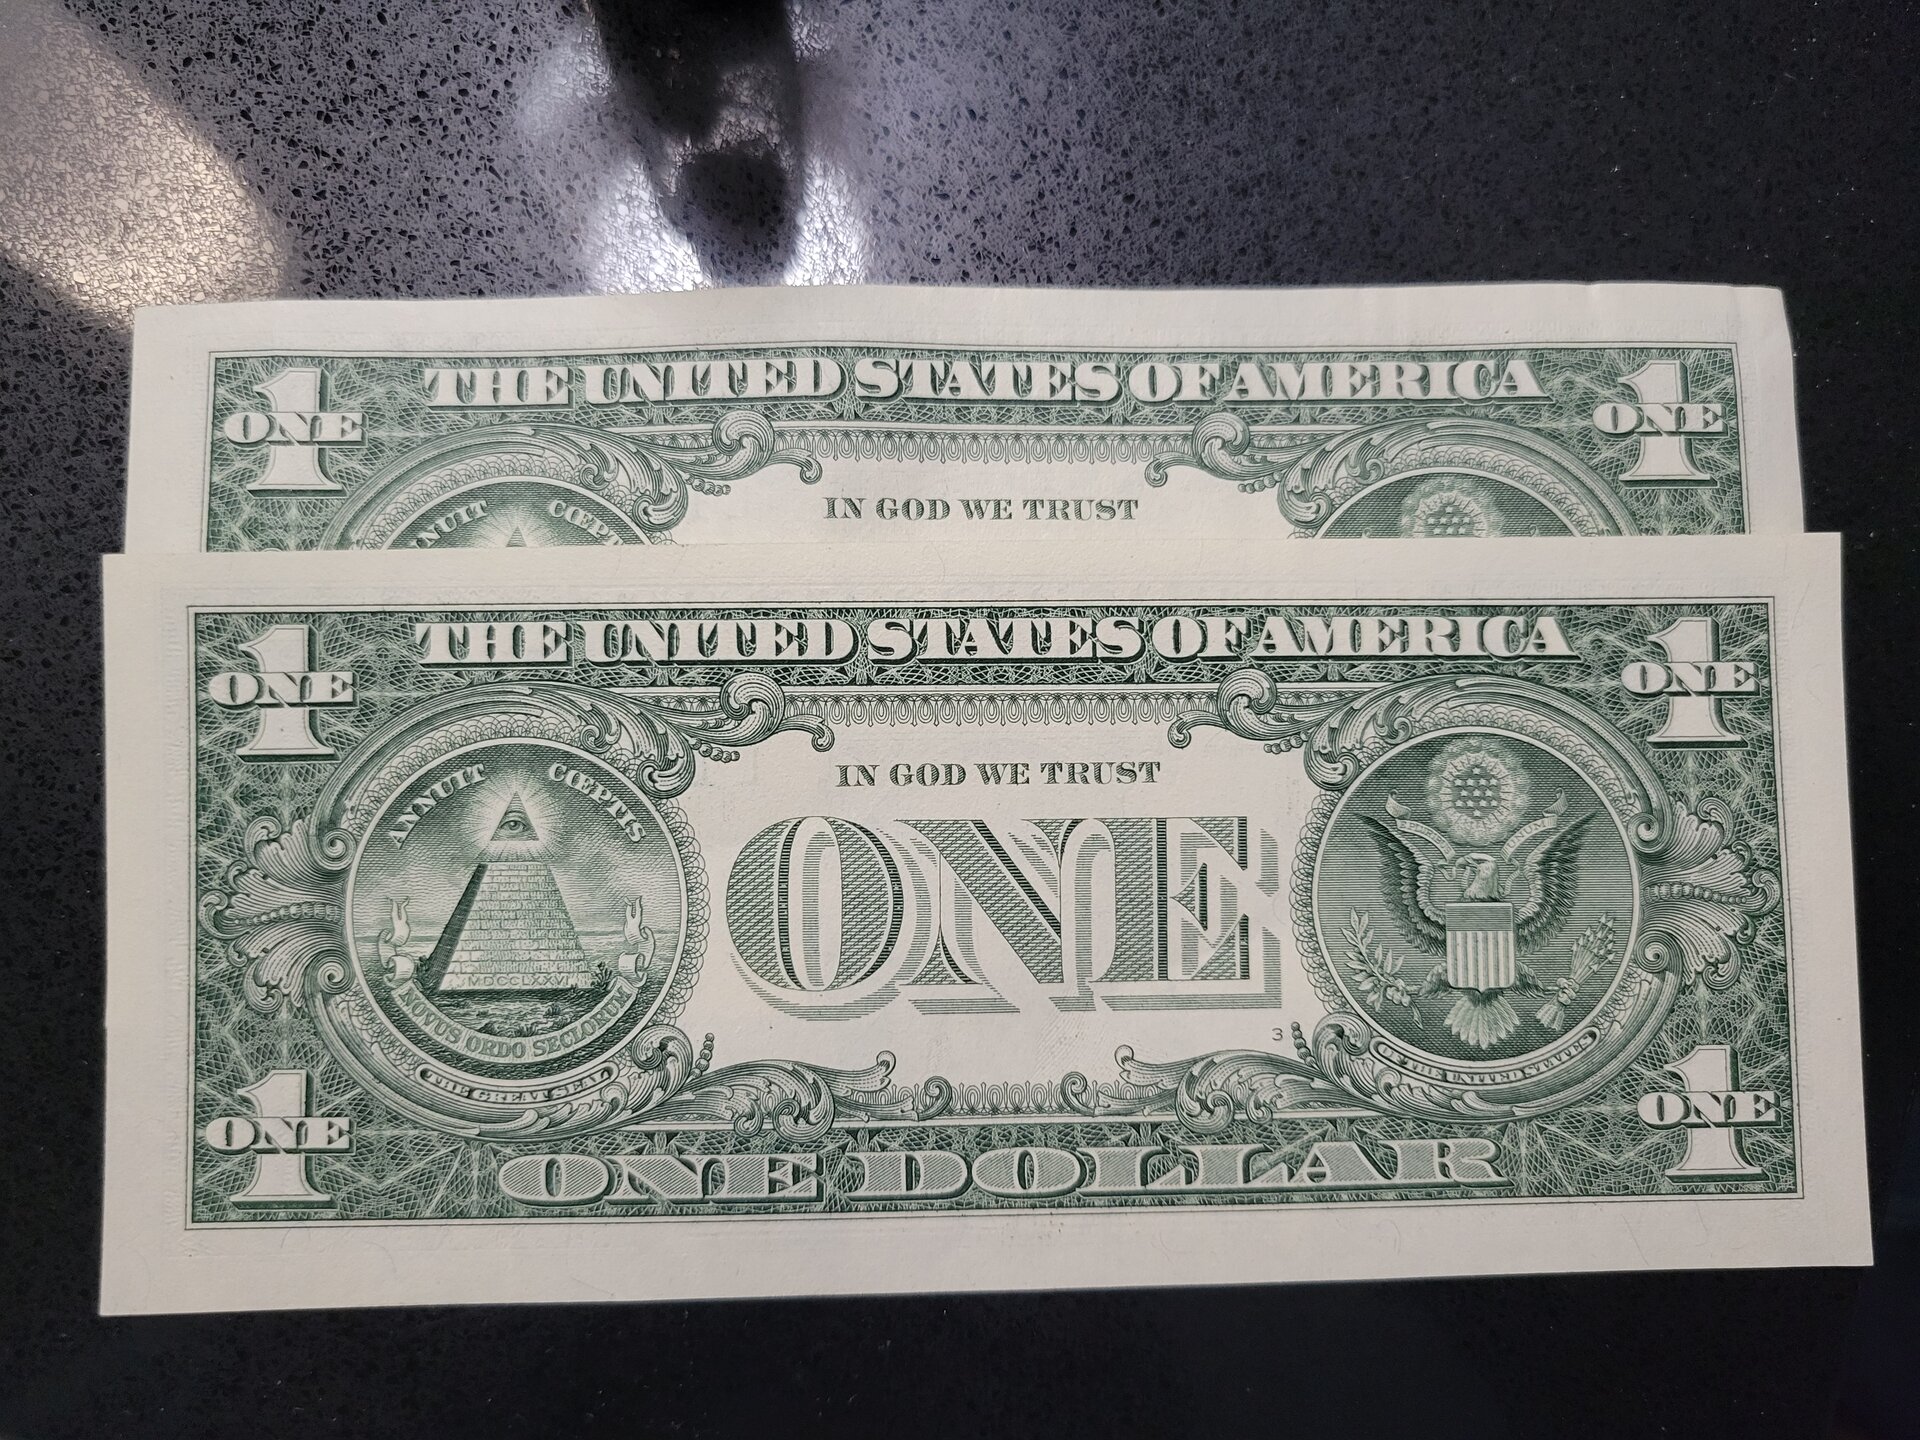 THE UNITED STATES OF AMERICA
1 ONE
1 ONE
IN GOD WE TRUST
THE UNITED STATES OF AMERICA
1 ONE
1 ONE
IN GOD WE TRUST
ANNUIT CŒPTIS
ONE
MDCCLXXVI
NOVUS ORDO SECLORUM
3
THE GREAT SEAL
OF THE UNITED STATES
1 ONE
1 ONE
ONE DOLLAR